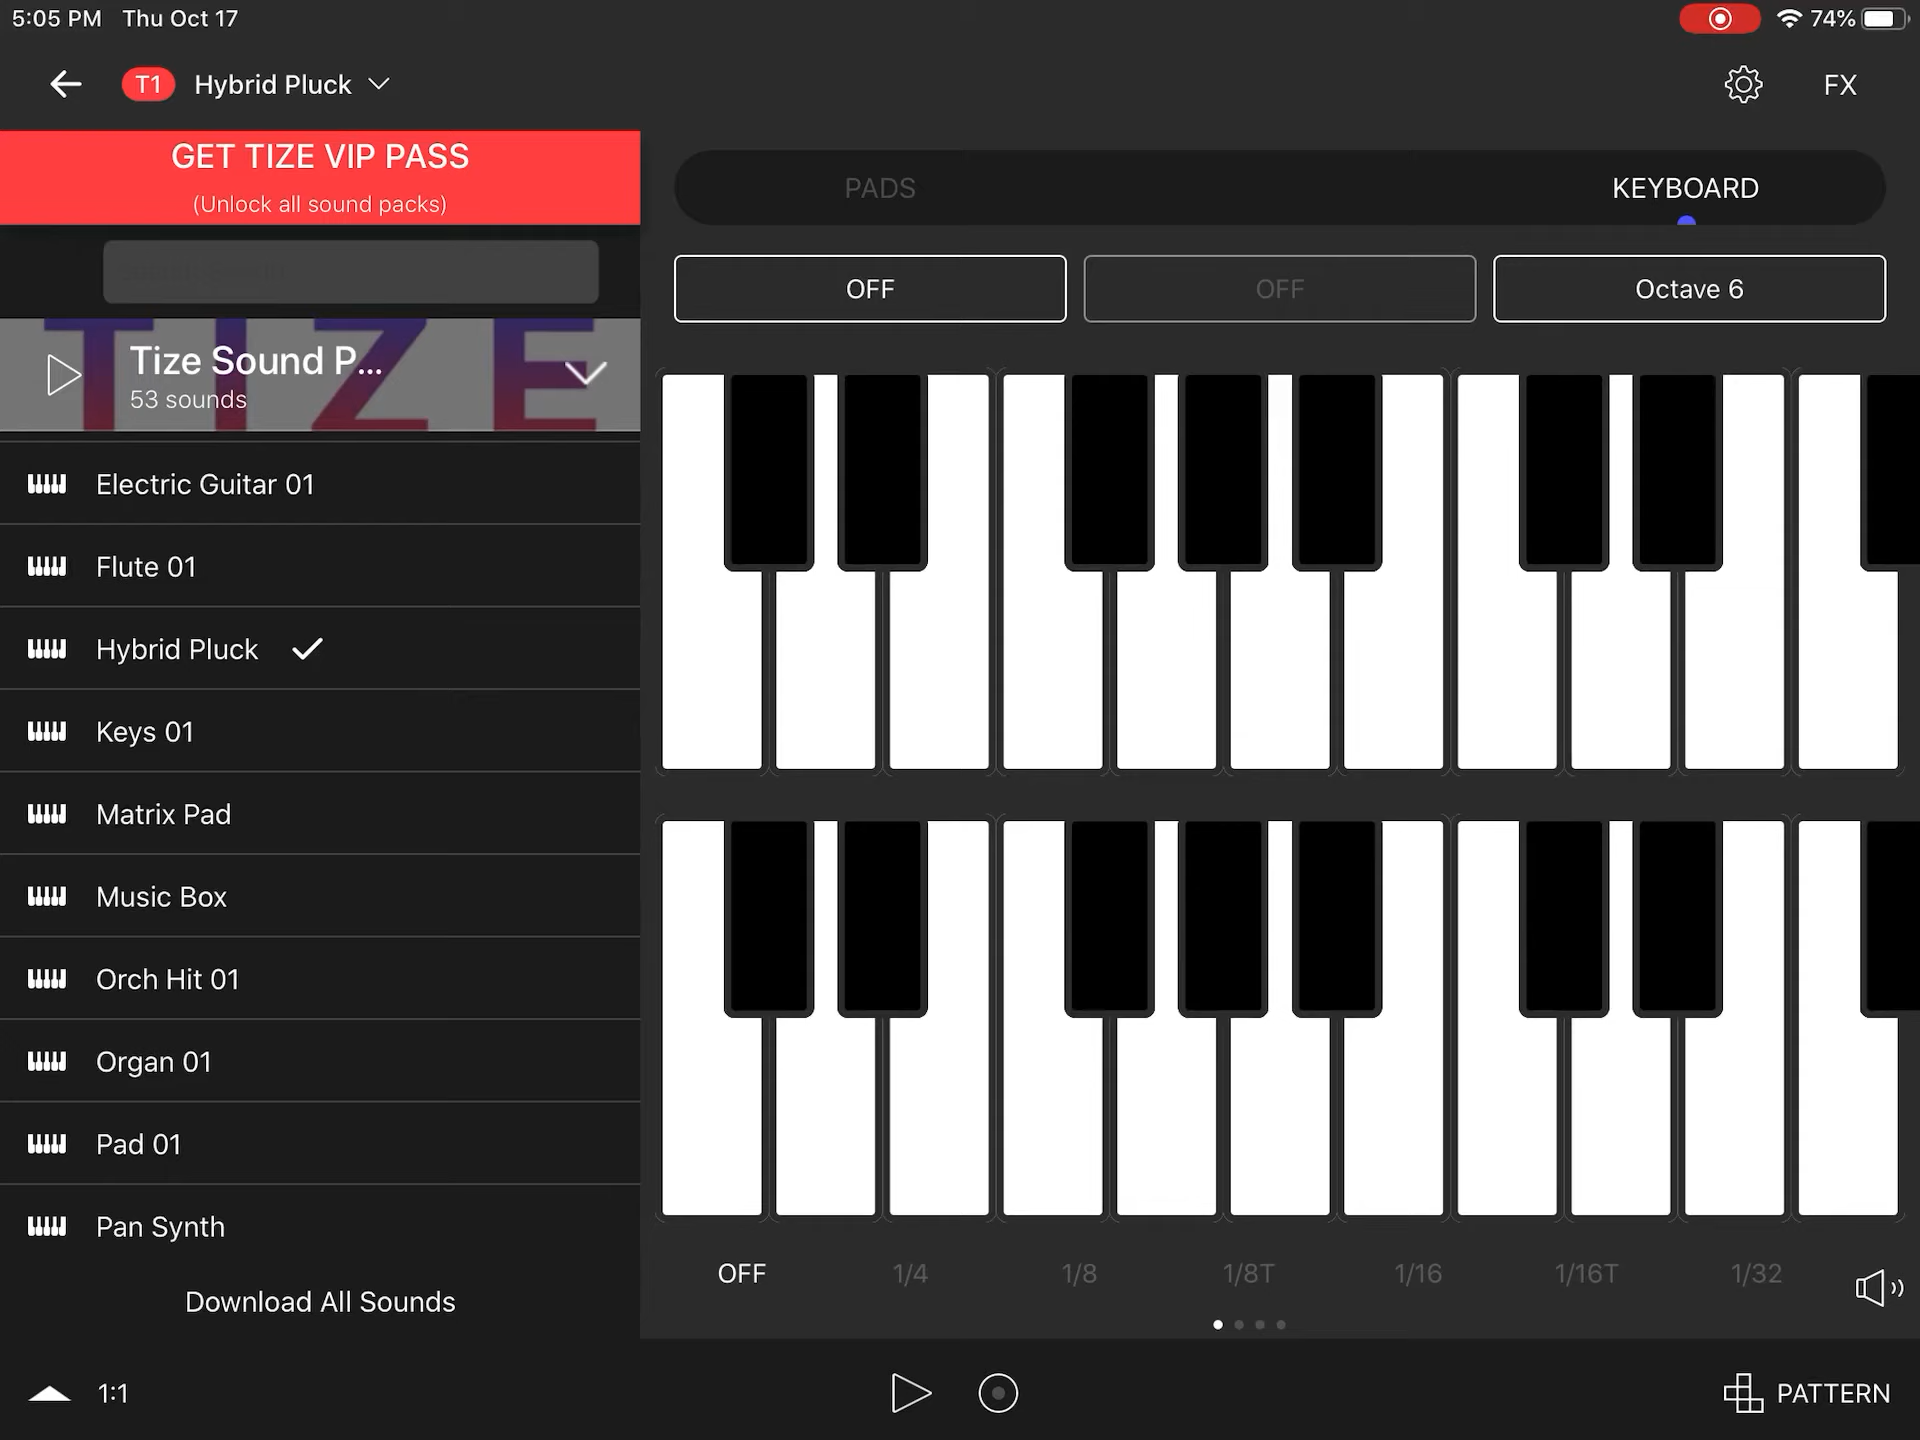 5:05 PM Thu Oct 17
74%
T1 Hybrid Pluck
FX
GET TIZE VIP PASS
(Unlock all sound packs)
PADS
KEYBOARD
OFF
OFF
Octave 6
TIZE
Tize Sound P...
53 sounds
Electric Guitar 01
Flute 01
Hybrid Pluck
Keys 01
Matrix Pad
Music Box
Orch Hit 01
Organ 01
Pad 01
Pan Synth
Download All Sounds
OFF 1/4 1/8 1/8T 1/16 1/16T 1/32
1:1
PATTERN